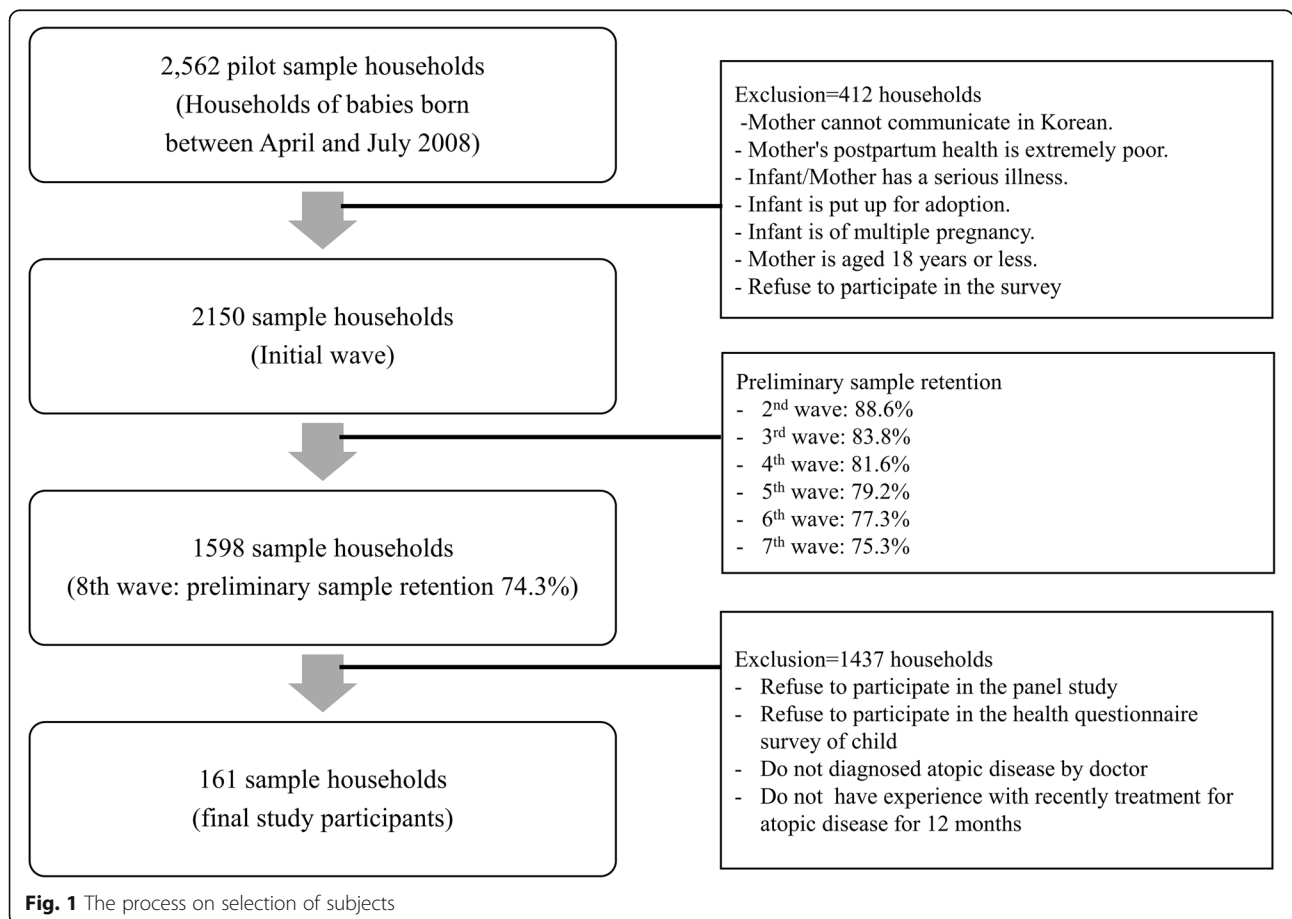 2,562 pilot sample households
(Households of babies born
between April and July 2008)
Exclusion=412 households
-Mother cannot communicate in Korean.
- Mother's postpartum health is extremely poor.
- Infant/Mother has a serious illness.
- Infant is put up for adoption.
- Infant is of multiple pregnancy.
- Mother is aged 18 years or less.
- Refuse to participate in the survey
2150 sample households
(Initial wave)
Preliminary sample retention
- 2nd wave: 88.6%
- 3rd wave: 83.8%
- 4th wave: 81.6%
- 5th wave: 79.2%
- 6th wave: 77.3%
- 7th wave: 75.3%
1598 sample households
(8th wave: preliminary sample retention 74.3%)
Exclusion=1437 households
- Refuse to participate in the panel study
- Refuse to participate in the health questionnaire
survey of child
- Do not diagnosed atopic disease by doctor
- Do not have experience with recently treatment for
atopic disease for 12 months
161 sample households
(final study participants)
Fig. 1 The process on selection of subjects